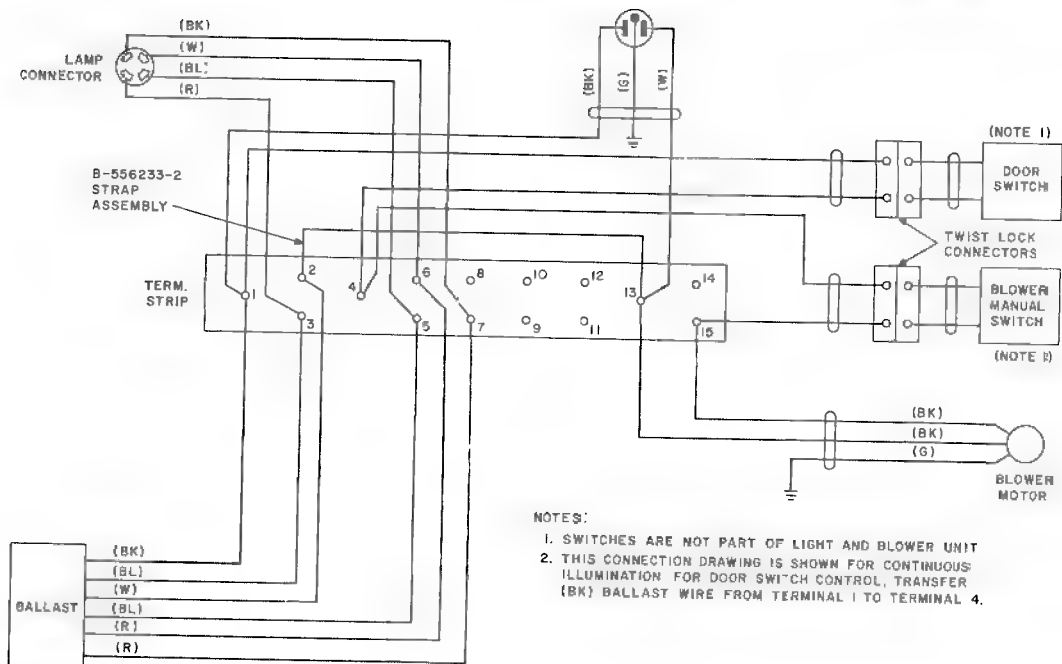 (BK)
(W)
(BL)
(R)
LAMP
CONNECTOR
(BK)
(G)
(W)
(NOTE 1)
DOOR
SWITCH
B-556233-2
STRAP
ASSEMBLY
TWIST LOCK
CONNECTORS
TERM.
STRIP
1
2
3
4
5
6
7
8
9
10
11
12
13
14
15
BLOWER
MANUAL
SWITCH
(NOTE 1)
(BK)
(BK)
(G)
BLOWER
MOTOR
BALLAST
(BK)
(BL)
(W)
(BL)
(R)
(R)
NOTES:
1. SWITCHES ARE NOT PART OF LIGHT AND BLOWER UNIT
2. THIS CONNECTION DRAWING IS SHOWN FOR CONTINUOUS
ILLUMINATION FOR DOOR SWITCH CONTROL, TRANSFER
(BK) BALLAST WIRE FROM TERMINAL 1 TO TERMINAL 4.